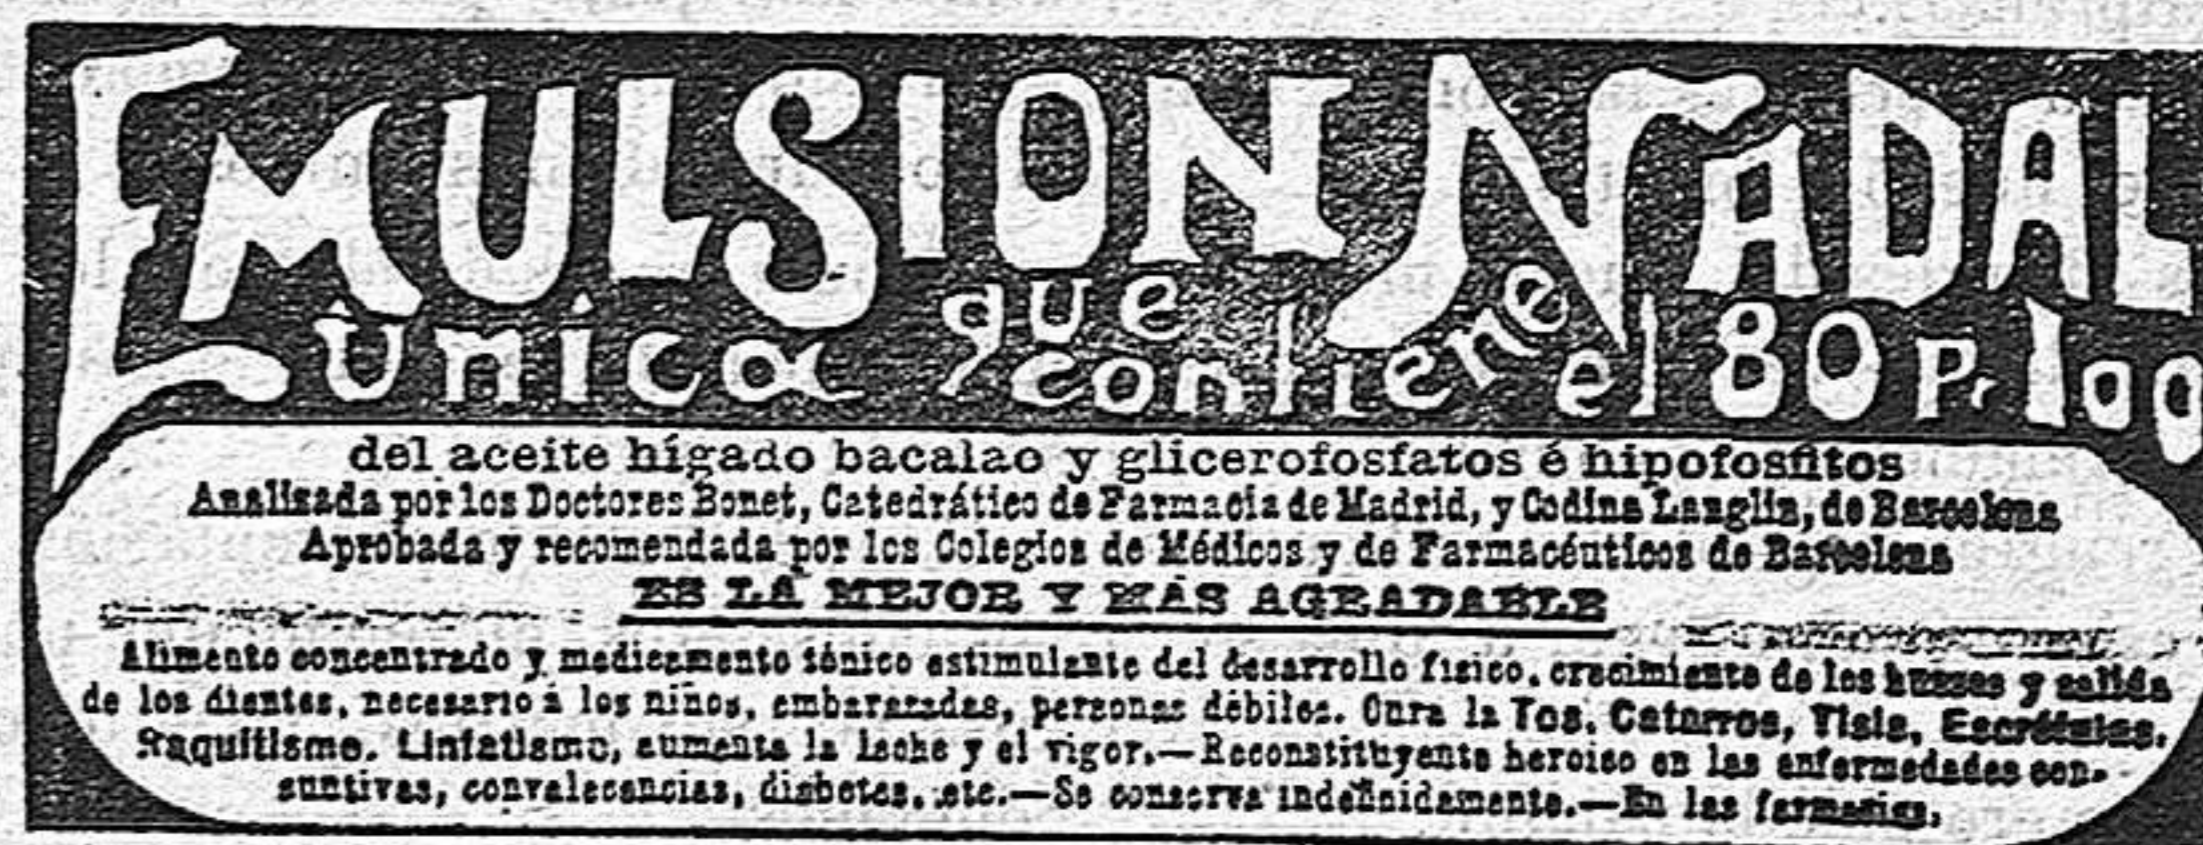 EMULSION NADAL
única que contiene el 80 Pr 100
del aceite hígado bacalao y glicerofosfatos é hipofosfitos
Analizada por los Doctores Bonet, Catedrático de Farmacia de Madrid, y Codina Langlin, de Barcelona
Aprobada y recomendada por los Colegios de Médicos y de Farmacéuticos de Barcelona
ES LA MEJOR Y MÁS AGRADABLE
Alimento concentrado y medicamento tónico estimulante del desarrollo físico, crecimiento de los huesos y salida
de los dientes, necesario á los niños, embarazadas, personas débiles. Cura la Tos, Catarros, Tisis, Escrófulas,
Raquitismo, Linfatismo, aumenta la leche y el vigor.—Reconstituyente heroico en las enfermedades con-
suntivas, convalecencias, diabetes, etc.—Se conserva indefinidamente.—En las farmacias.